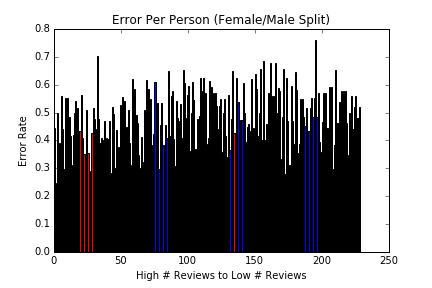 Error Per Person (Female/Male Split)
0.8
0.7
0.6
0.5
0.4
0.3
0.2
0.1
0.0
Error Rate
0 50 100 150 200 250
High # Reviews to Low # Reviews